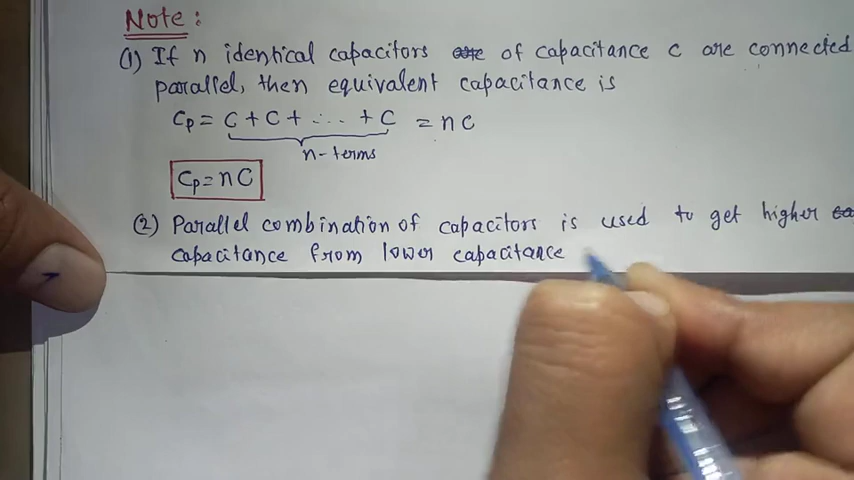 Note:
(1) If n identical capacitors of capacitance c are connected
parallel, then equivalent capacitance is
Cp = C + C + .... + C = nc
n-terms
Cp = nC
(2) Parallel combination of capacitors is used to get higher
capacitance from lower capacitance